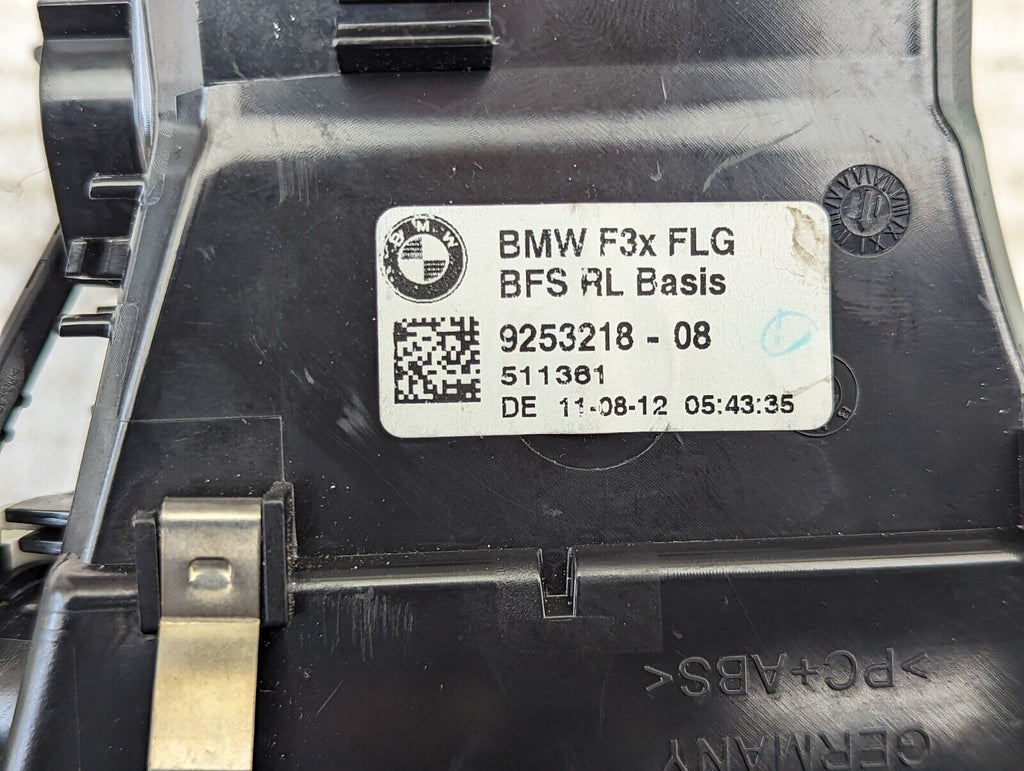 BMW
BMW F3x FLG
BFS RL Basis
9253218 - 08
511361
DE 11-08-12 05:43:35
>PC+ABS<
GERMANY